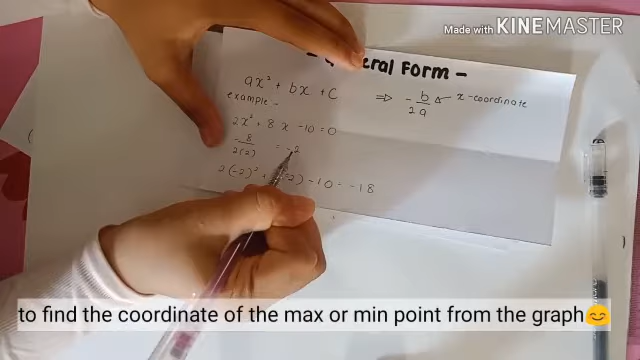 Made with KINEMASTER
eral Form -
ax² + bx + c
⇒ - b/2a ← x-coordinate
example -
2x² + 8x - 10 = 0
- 8/2(2) = -2
2(-2)² + 2) - 10 = -18
to find the coordinate of the max or min point from the graph😊